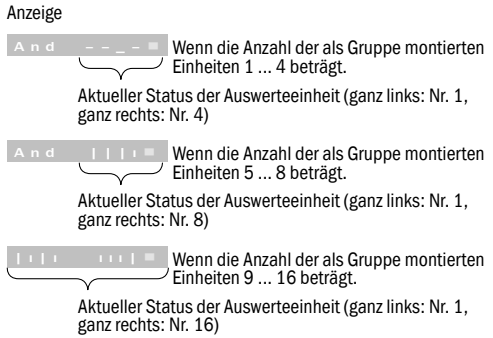 Anzeige
And - - _ - ■ Wenn die Anzahl der als Gruppe montierten
Einheiten 1 ... 4 beträgt.
Aktueller Status der Auswerteeinheit (ganz links: Nr. 1,
ganz rechts: Nr. 4)
And | | | ı ■ Wenn die Anzahl der als Gruppe montierten
Einheiten 5 ... 8 beträgt.
Aktueller Status der Auswerteeinheit (ganz links: Nr. 1,
ganz rechts: Nr. 8)
| ı | ı ı ı ı | ■ Wenn die Anzahl der als Gruppe montierten
Einheiten 9 ... 16 beträgt.
Aktueller Status der Auswerteeinheit (ganz links: Nr. 1,
ganz rechts: Nr. 16)